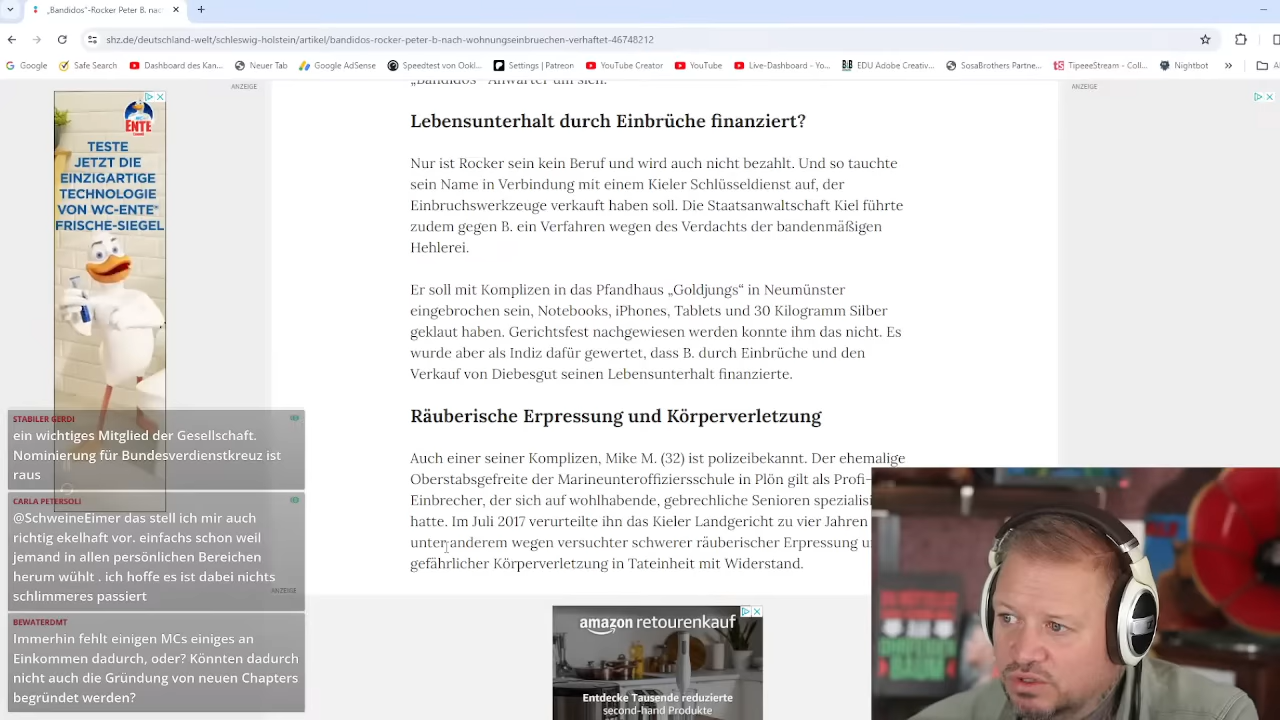 „Bandidos“-Rocker Peter B. nac
shz.de/deutschland-welt/schleswig-holstein/artikel/bandidos-rocker-peter-b-nach-wohnungseinbruechen-verhaftet-46748212
Google
Safe Search
Dashboard des Kan...
Neuer Tab
Google AdSense
Speedtest von Ookl...
Settings | Patreon
YouTube Creator
YouTube
Live-Dashboard – Yo...
EDU Adobe Creativ...
SosaBrothers Partne...
TipeeeStream - Coll...
Nightbot
»
„Bandidos“-Anwärter um sich.
ANZEIGE
ANZEIGE
WC
ENTE
TESTE
JETZT DIE
EINZIGARTIGE
TECHNOLOGIE
VON WC-ENTE®
FRISCHE-SIEGEL
Lebensunterhalt durch Einbrüche finanziert?
Nur ist Rocker sein kein Beruf und wird auch nicht bezahlt. Und so tauchte
sein Name in Verbindung mit einem Kieler Schlüsseldienst auf, der
Einbruchswerkzeuge verkauft haben soll. Die Staatsanwaltschaft Kiel führte
zudem gegen B. ein Verfahren wegen des Verdachts der bandenmäßigen
Hehlerei.
Er soll mit Komplizen in das Pfandhaus „Goldjungs“ in Neumünster
eingebrochen sein, Notebooks, iPhones, Tablets und 30 Kilogramm Silber
geklaut haben. Gerichtsfest nachgewiesen werden konnte ihm das nicht. Es
wurde aber als Indiz dafür gewertet, dass B. durch Einbrüche und den
Verkauf von Diebesgut seinen Lebensunterhalt finanzierte.
Räuberische Erpressung und Körperverletzung
Auch einer seiner Komplizen, Mike M. (32) ist polizeibekannt. Der ehemalige
Oberstabsgefreite der Marineunteroffiziersschule in Plön gilt als Profi-
Einbrecher, der sich auf wohlhabende, gebrechliche Senioren spezialisi
hatte. Im Juli 2017 verurteilte ihn das Kieler Landgericht zu vier Jahren
unter anderem wegen versuchter schwerer räuberischer Erpressung u
gefährlicher Körperverletzung in Tateinheit mit Widerstand.
STABILER GERDI
ein wichtiges Mitglied der Gesellschaft.
Nominierung für Bundesverdienstkreuz ist
raus
CARLA PETERSOLI
@SchweineEimer das stell ich mir auch
richtig ekelhaft vor. einfachs schon weil
jemand in allen persönlichen Bereichen
herum wühlt . ich hoffe es ist dabei nichts
schlimmeres passiert
ANZEIGE
BEWATERDMT
Immerhin fehlt einigen MCs einiges an
Einkommen dadurch, oder? Könnten dadurch
nicht auch die Gründung von neuen Chapters
begründet werden?
amazon retourenkauf
Entdecke Tausende reduzierte
second-hand Produkte